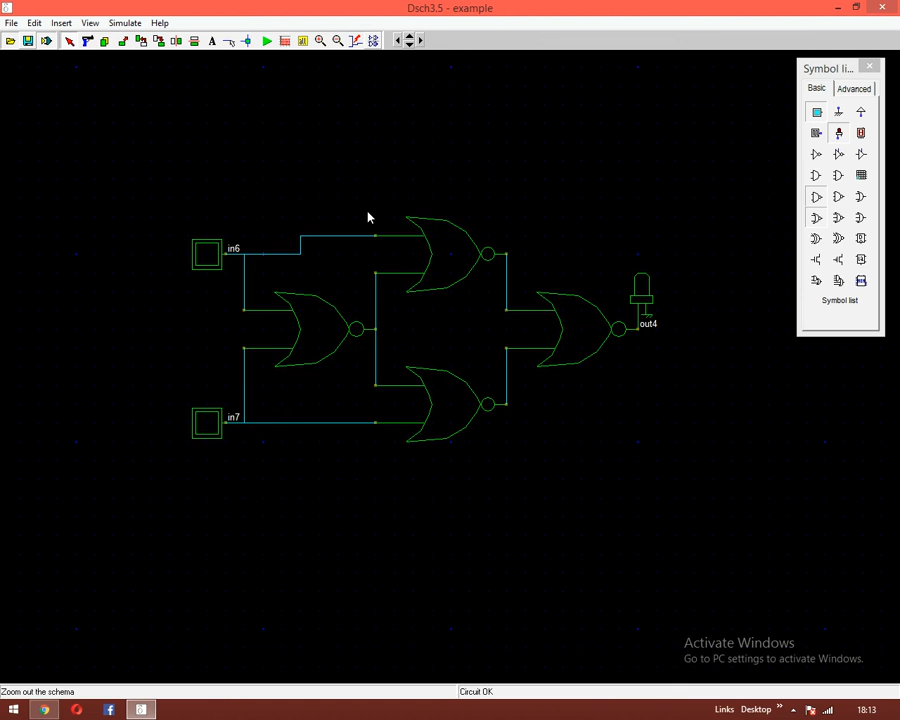 Dsch3.5 - example
File Edit Insert View Simulate Help
A
Symbol li...
Basic Advanced
Symbol list
in6
out4
in7
Activate Windows
Go to PC settings to activate Windows.
Zoom out the schema
Circuit OK
Links Desktop
18:13